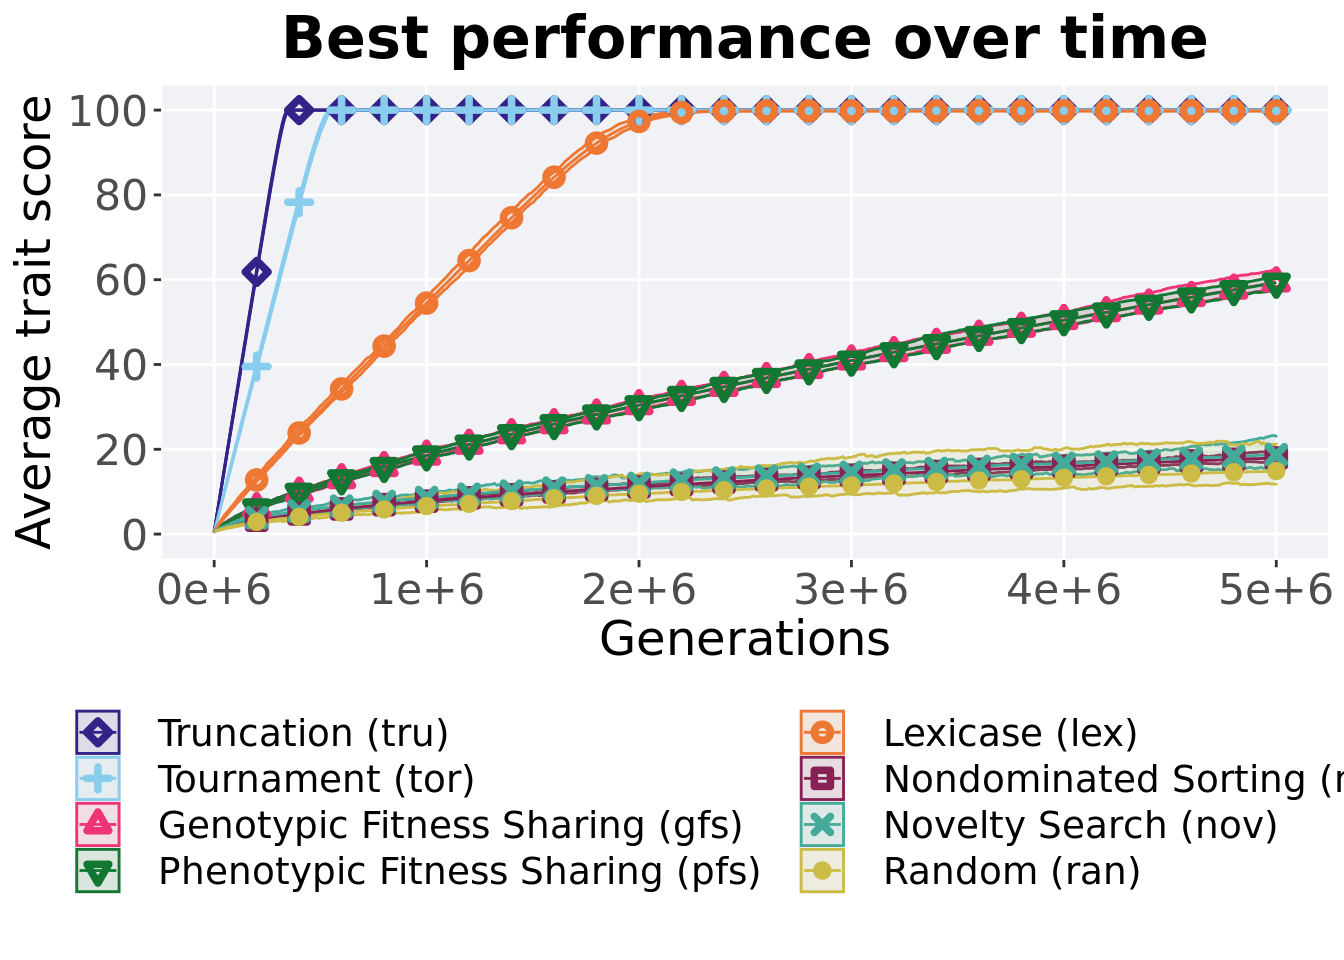 Best performance over time
Average trait score
100
80
60
40
20
0
0e+6 1e+6 2e+6 3e+6 4e+6 5e+6
Generations
Truncation (tru)
Tournament (tor)
Genotypic Fitness Sharing (gfs)
Phenotypic Fitness Sharing (pfs)
Lexicase (lex)
Nondominated Sorting (
Novelty Search (nov)
Random (ran)